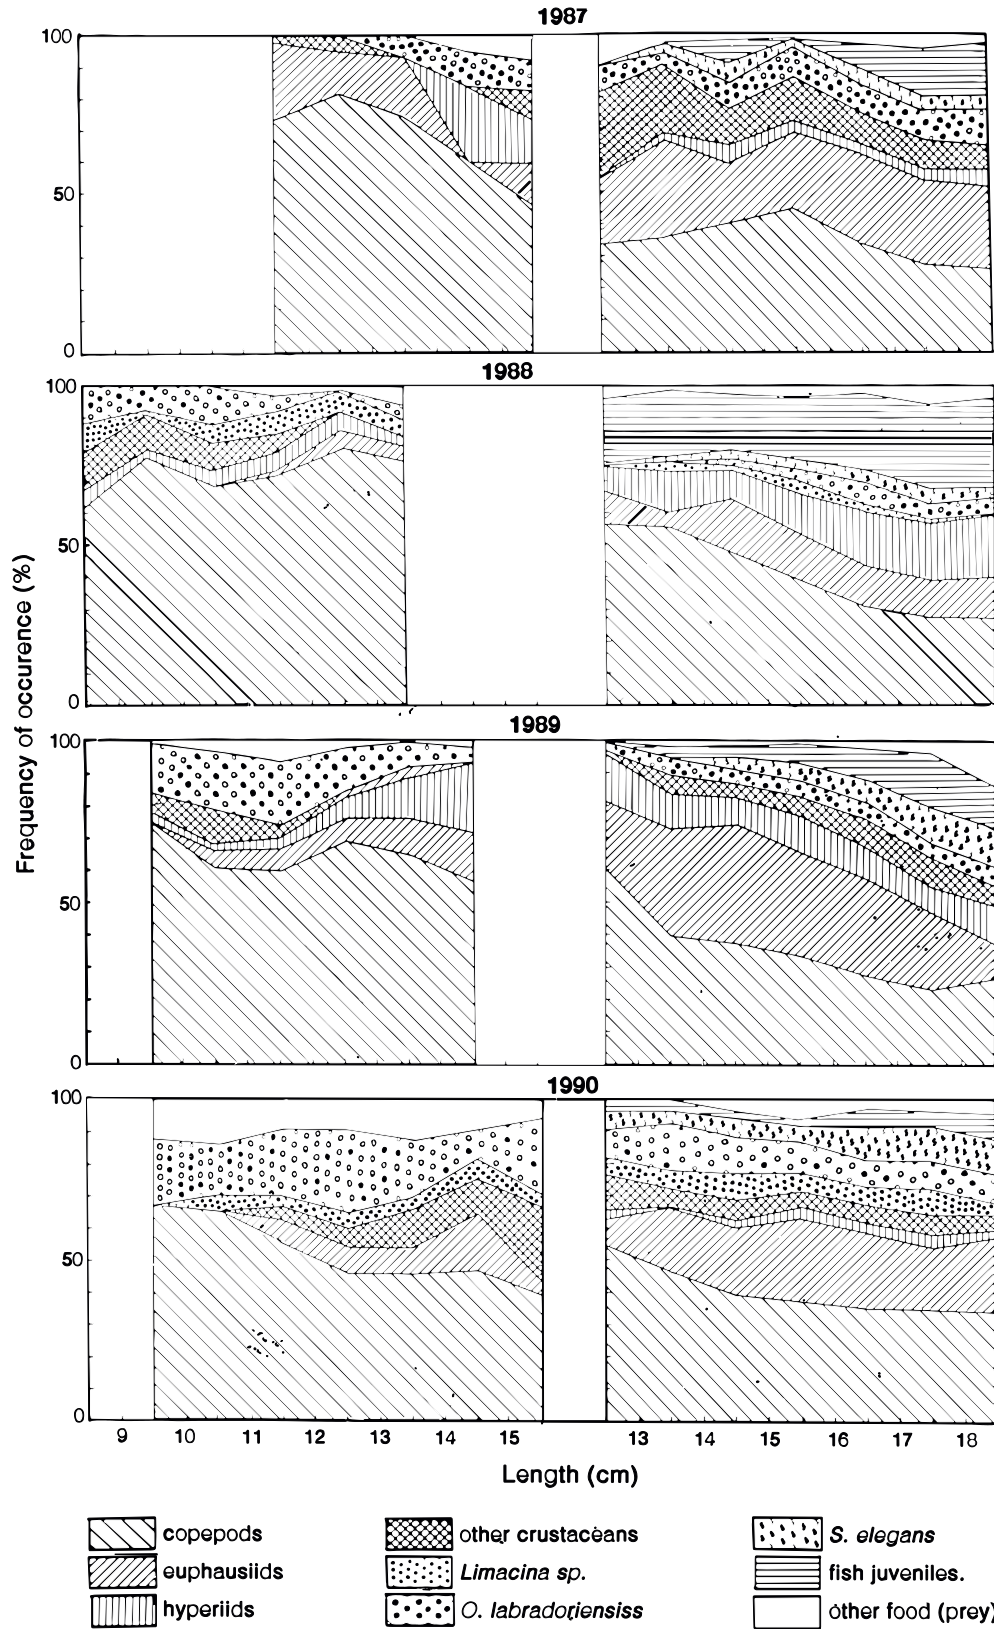 1987
100
50
0
1988
100
50
0
1989
100
50
0
1990
100
50
0
Frequency of occurence (%)
9 10 11 12 13 14 15 13 14 15 16 17 18
Length (cm)
copepods other crustaceans S. elegans
euphausiids Limacina sp. fish juveniles.
hyperiids O. labradoriensiss other food (prey)